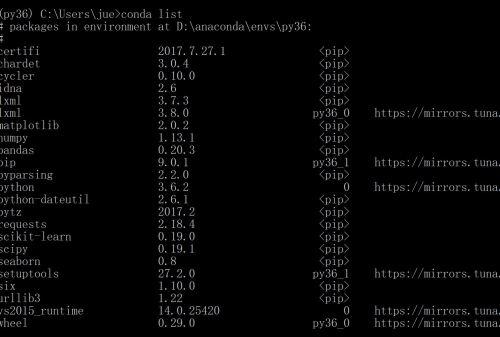 (py36) C:\Users\jue>conda list
# packages in environment at D:\anaconda\envs\py36:
#
certifi 2017.7.27.1 <pip>
chardet 3.0.4 <pip>
cycler 0.10.0 <pip>
idna 2.6 <pip>
lxml 3.7.3 <pip>
lxml 3.8.0 py36_0 https://mirrors.tuna.
matplotlib 2.0.2 <pip>
numpy 1.13.1 <pip>
pandas 0.20.3 <pip>
pip 9.0.1 py36_1 https://mirrors.tuna.
pyparsing 2.2.0 <pip>
python 3.6.2 0 https://mirrors.tuna.
python-dateutil 2.6.1 <pip>
pytz 2017.2 <pip>
requests 2.18.4 <pip>
scikit-learn 0.19.0 <pip>
scipy 0.19.1 <pip>
seaborn 0.8 <pip>
setuptools 27.2.0 py36_1 https://mirrors.tuna.
six 1.10.0 <pip>
urllib3 1.22 <pip>
vs2015_runtime 14.0.25420 0 https://mirrors.tuna.
wheel 0.29.0 py36_0 https://mirrors.tuna.